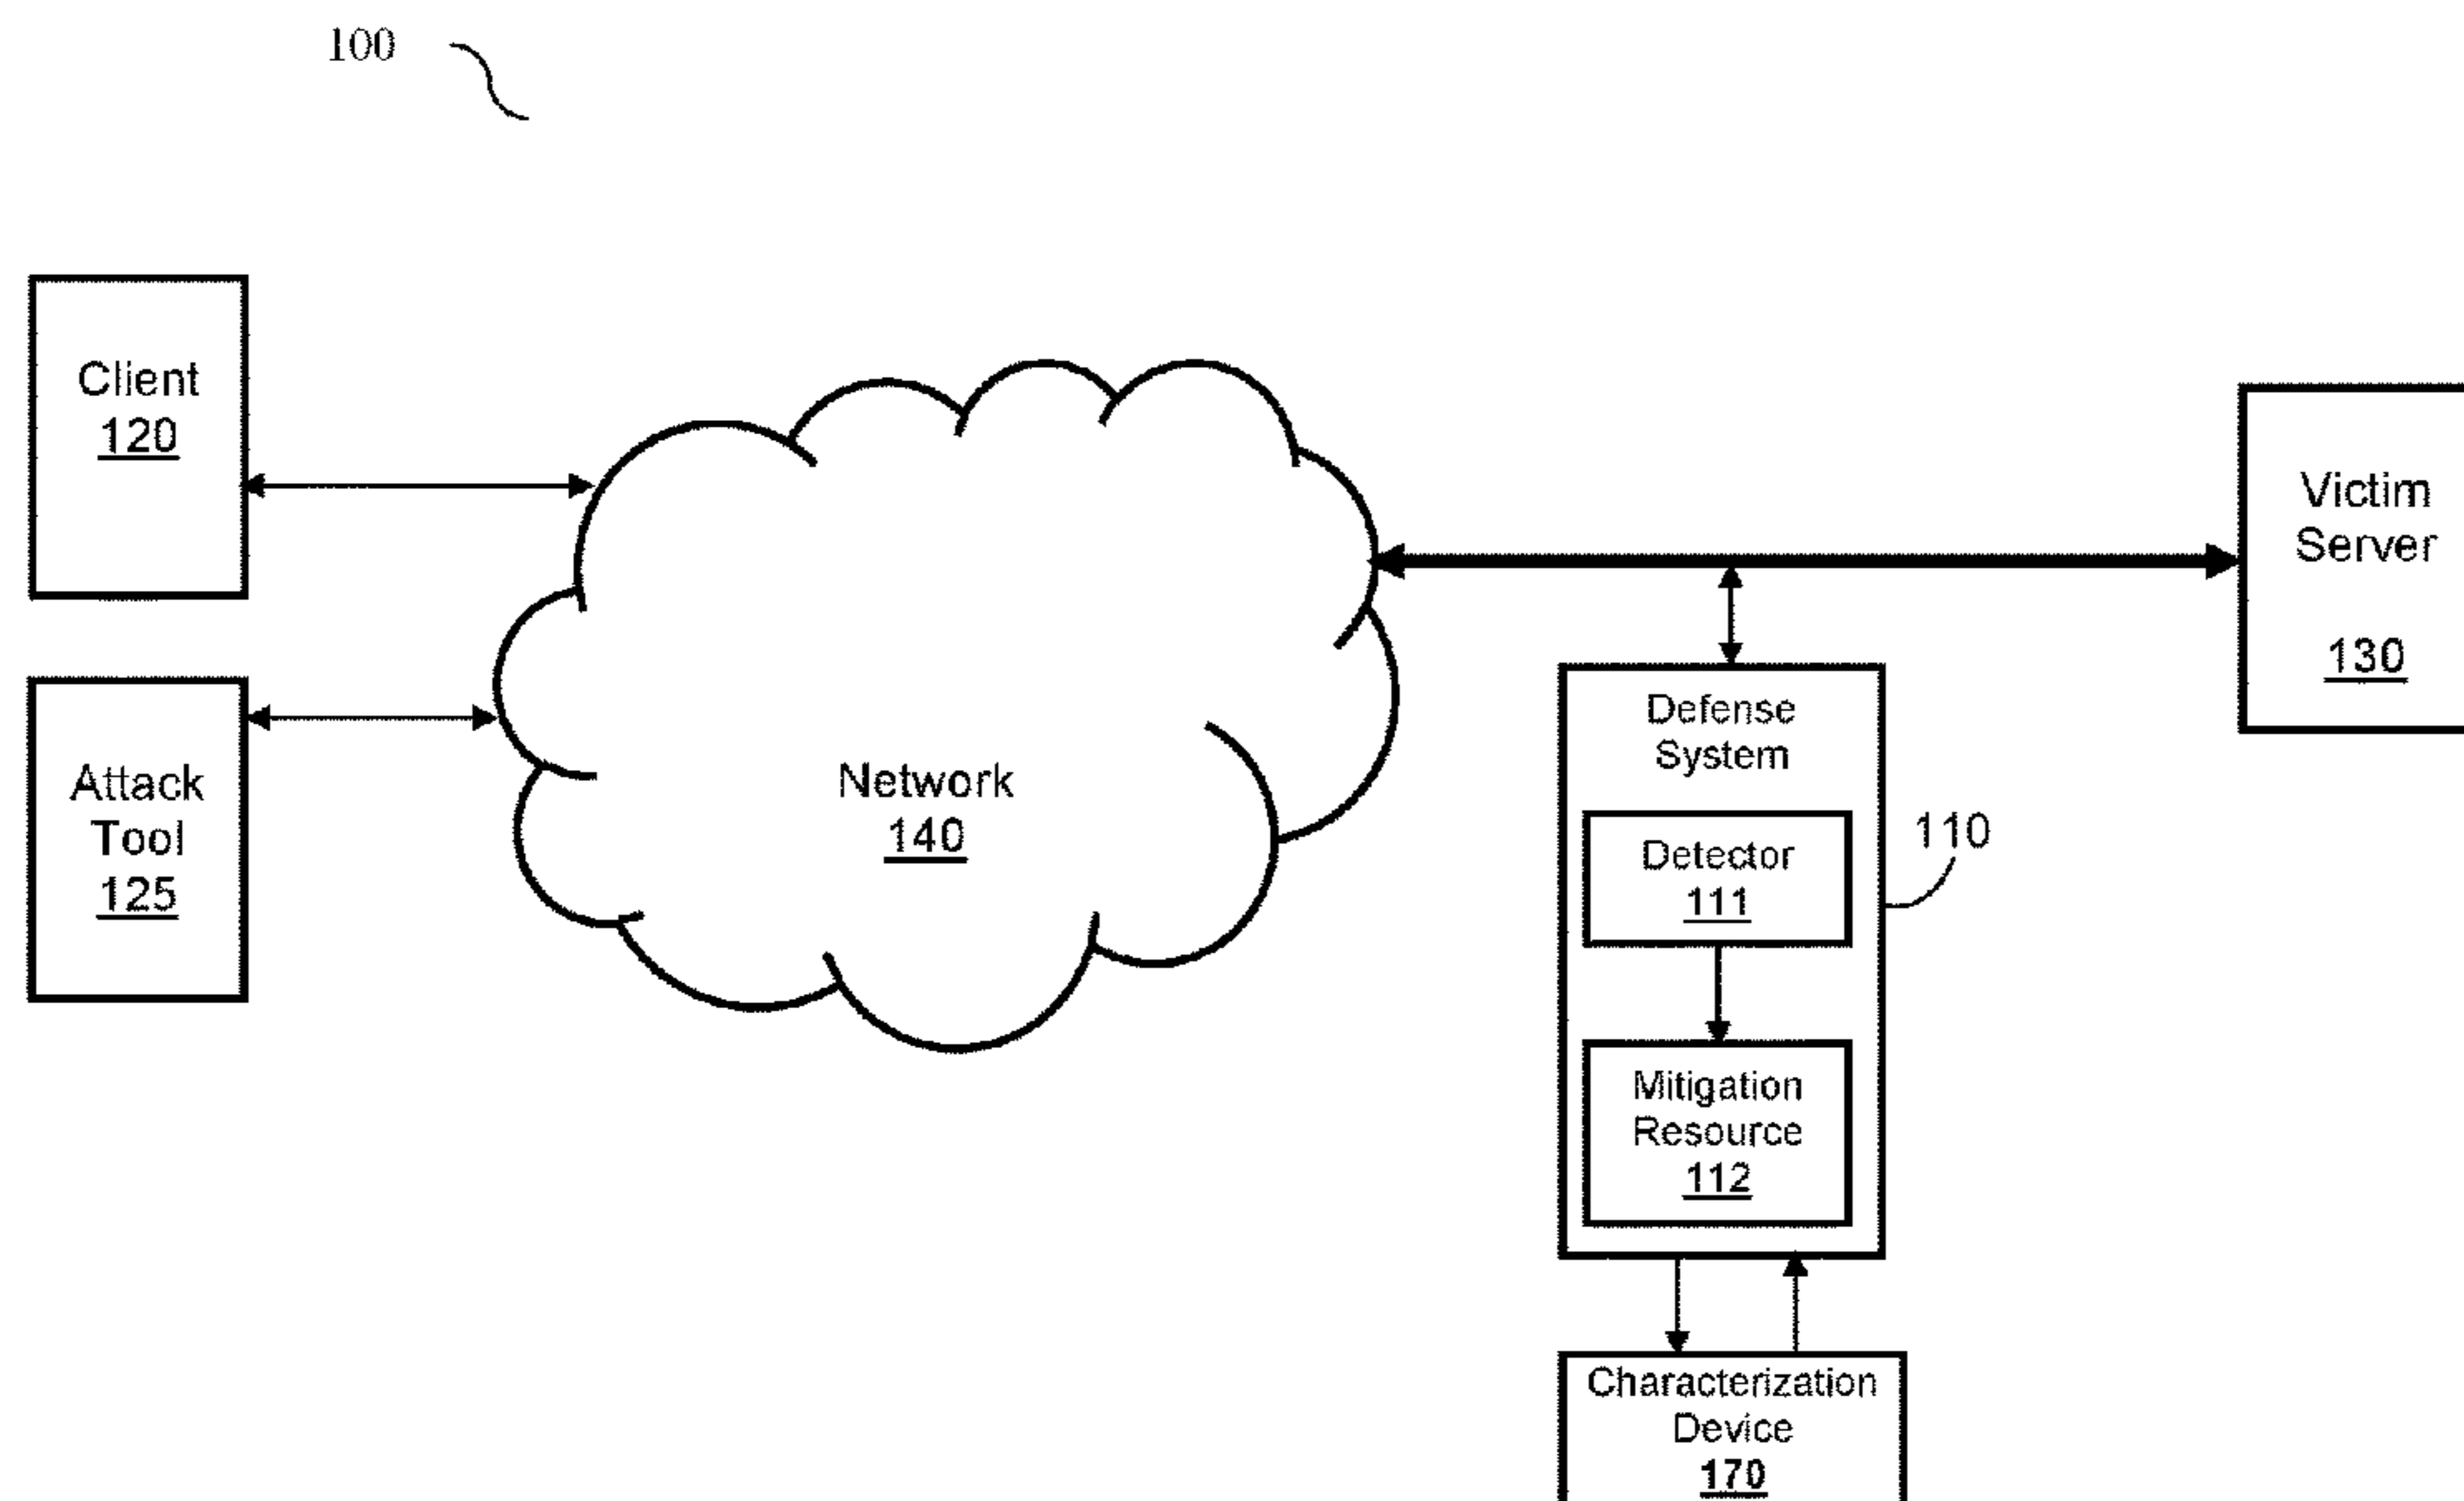 100
Client
120
Attack
Tool
125
Network
140
Victim
Server
130
Defense
System
110
Detector
111
Mitigation
Resource
112
Characterization
Device
170